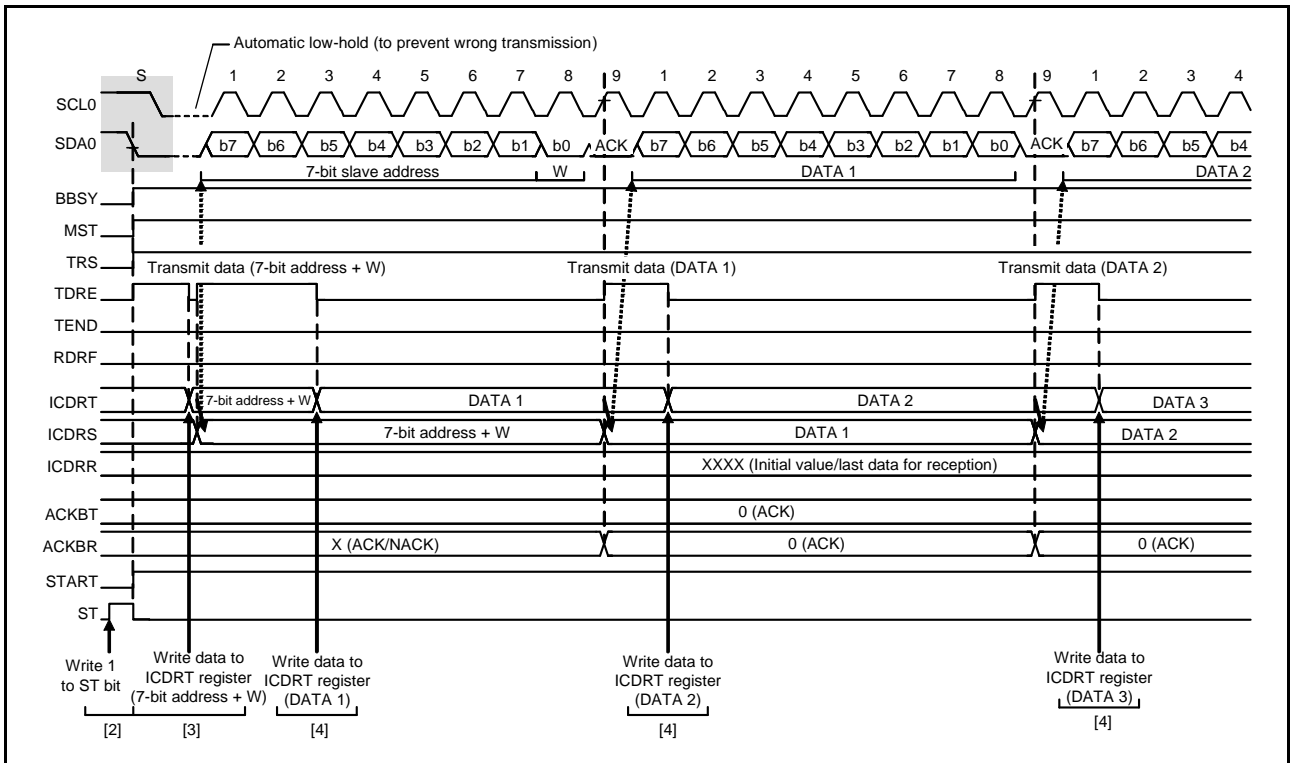 Automatic low-hold (to prevent wrong transmission)
S 1 2 3 4 5 6 7 8 9 1 2 3 4 5 6 7 8 9 1 2 3 4
SCL0
SDA0 b7 b6 b5 b4 b3 b2 b1 b0 ACK b7 b6 b5 b4 b3 b2 b1 b0 ACK b7 b6 b5 b4
7-bit slave address W DATA 1 DATA 2
BBSY
MST
TRS
Transmit data (7-bit address + W) Transmit data (DATA 1) Transmit data (DATA 2)
TDRE
TEND
RDRF
ICDRT 7-bit address + W DATA 1 DATA 2 DATA 3
ICDRS 7-bit address + W DATA 1 DATA 2
ICDRR XXXX (Initial value/last data for reception)
ACKBT 0 (ACK)
ACKBR X (ACK/NACK) 0 (ACK) 0 (ACK)
START
ST
Write 1
to ST bit
[2]
Write data to
ICDRT register
(7-bit address + W)
[3]
Write data to
ICDRT register
(DATA 1)
[4]
Write data to
ICDRT register
(DATA 2)
[4]
Write data to
ICDRT register
(DATA 3)
[4]